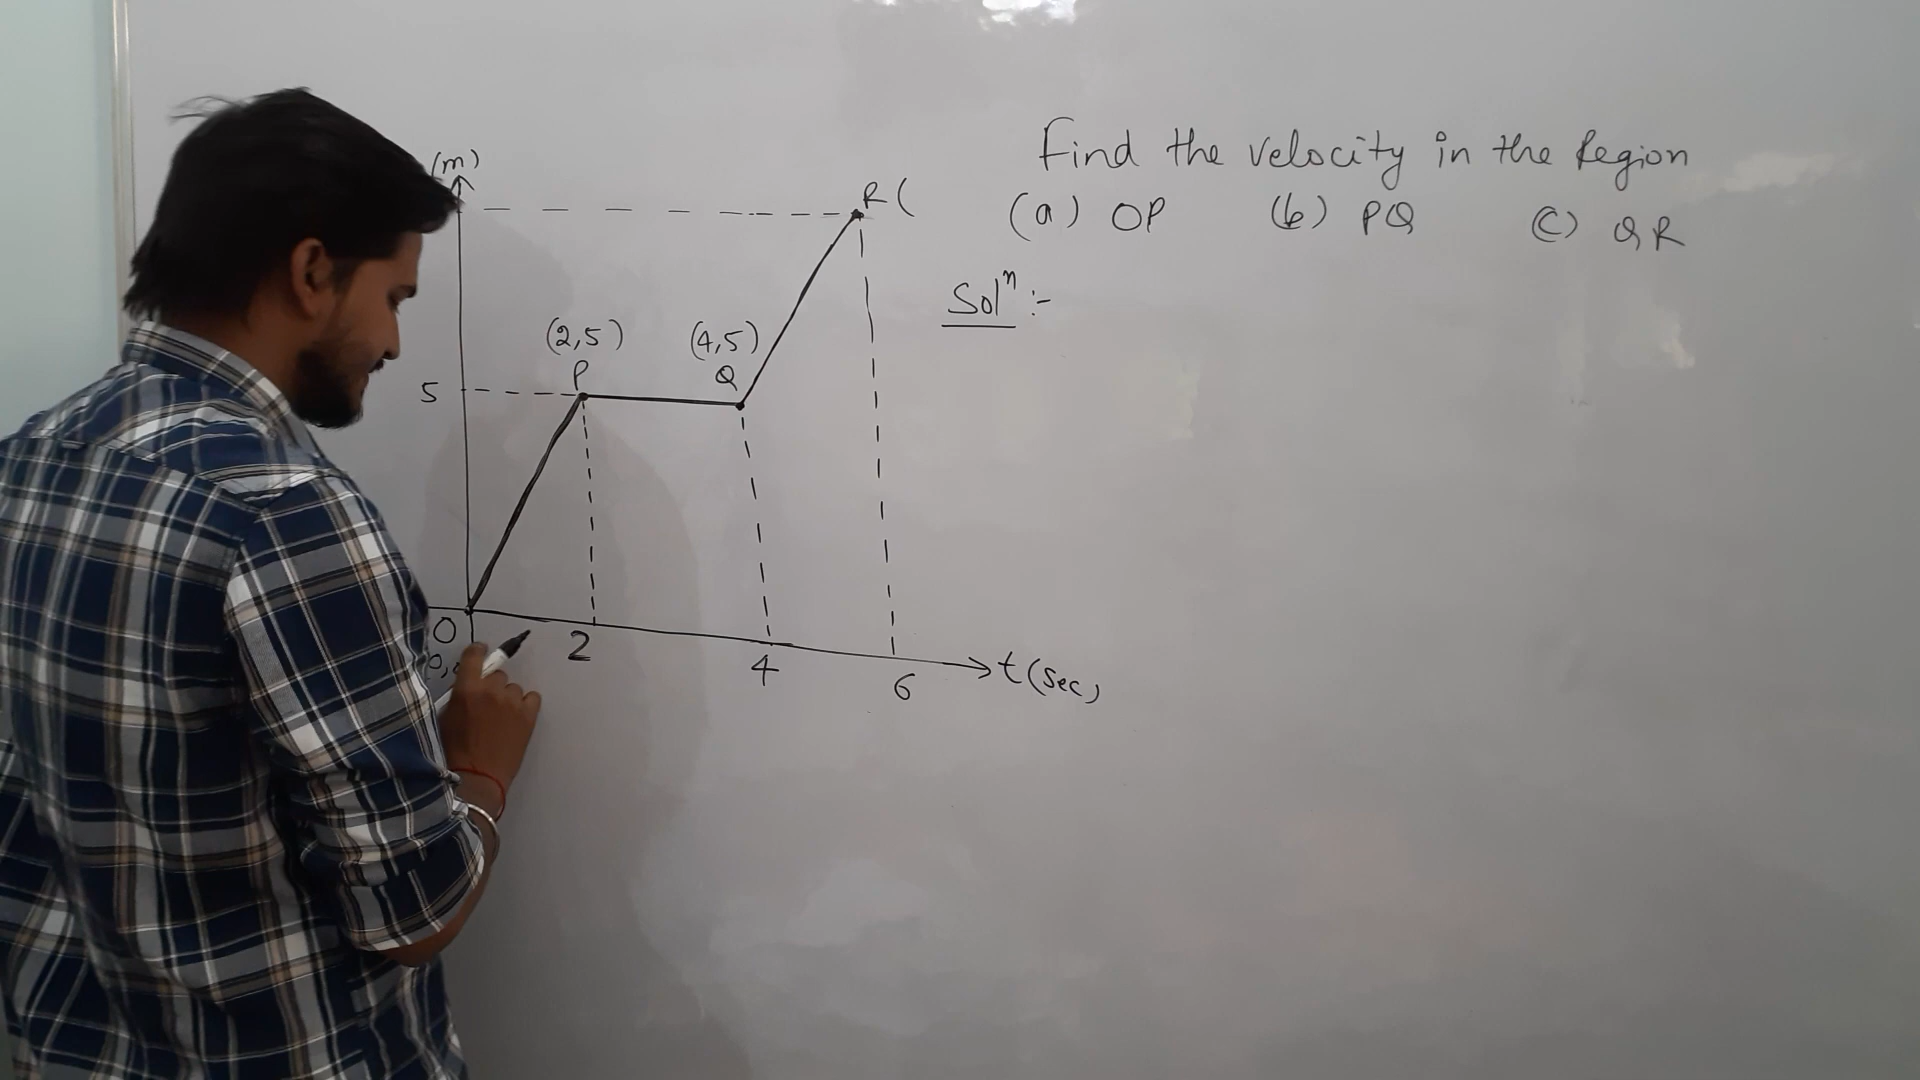 Find the velocity in the Region
(a) OP (b) PQ (c) QR
Solⁿ :-
(m)
R (
(2,5) (4,5)
P Q
5
O
2 4 6 t(sec)